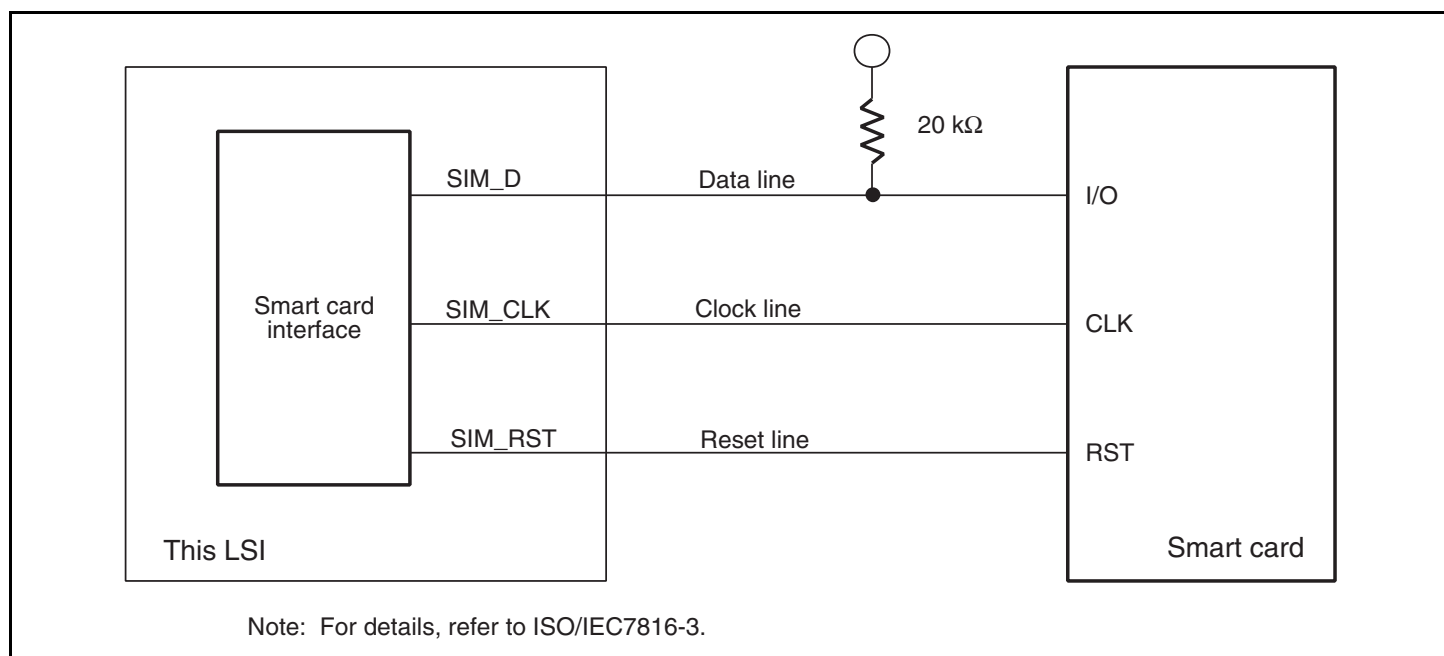 20 kΩ
SIM_D
Data line
I/O
Smart card
interface
SIM_CLK
Clock line
CLK
SIM_RST
Reset line
RST
This LSI
Smart card
Note: For details, refer to ISO/IEC7816-3.